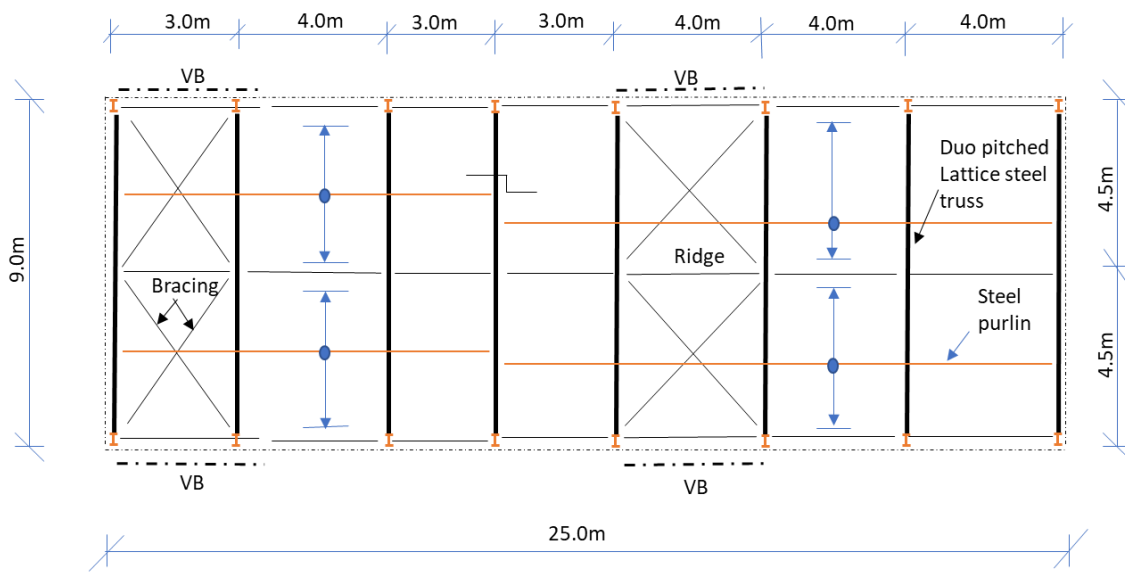 3.0m 4.0m 3.0m 3.0m 4.0m 4.0m 4.0m
VB VB
Duo pitched
Lattice steel
truss
4.5m
9.0m
Ridge
Bracing
Steel
purlin
4.5m
VB VB
25.0m